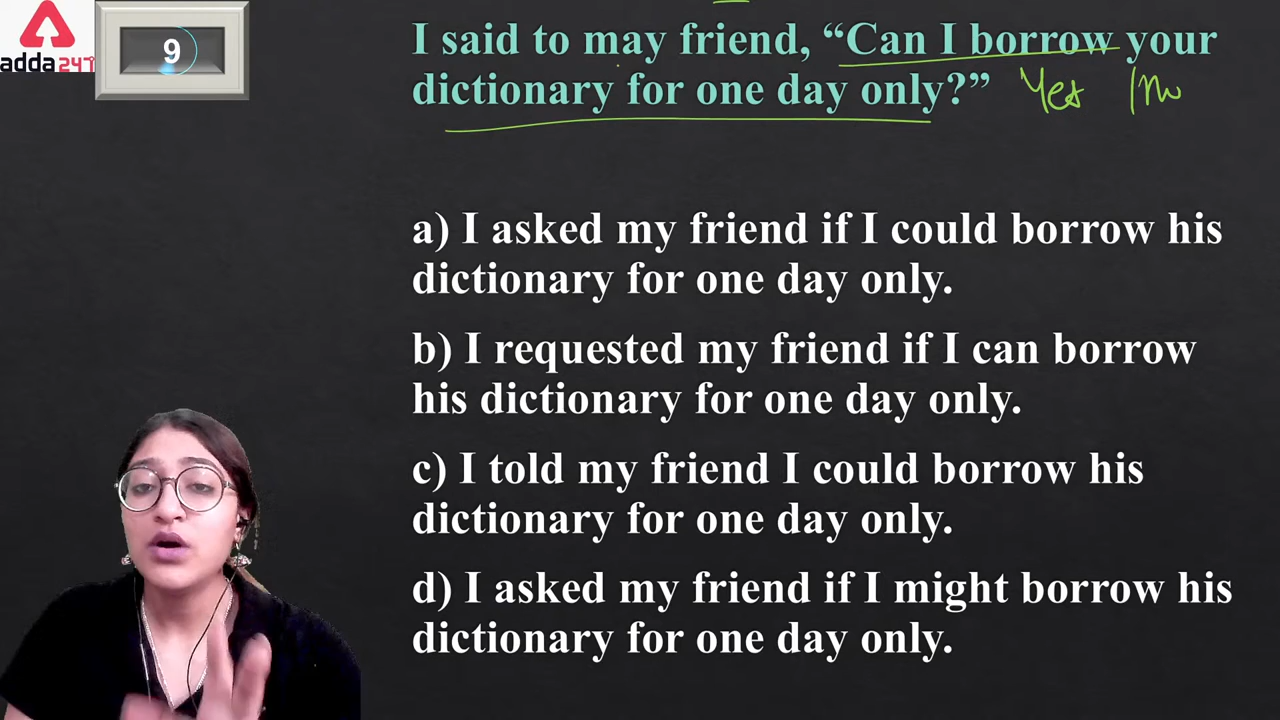 adda247
9
I said to may friend, “Can I borrow your
dictionary for one day only?” Yes /no
a) I asked my friend if I could borrow his
dictionary for one day only.
b) I requested my friend if I can borrow
his dictionary for one day only.
c) I told my friend I could borrow his
dictionary for one day only.
d) I asked my friend if I might borrow his
dictionary for one day only.